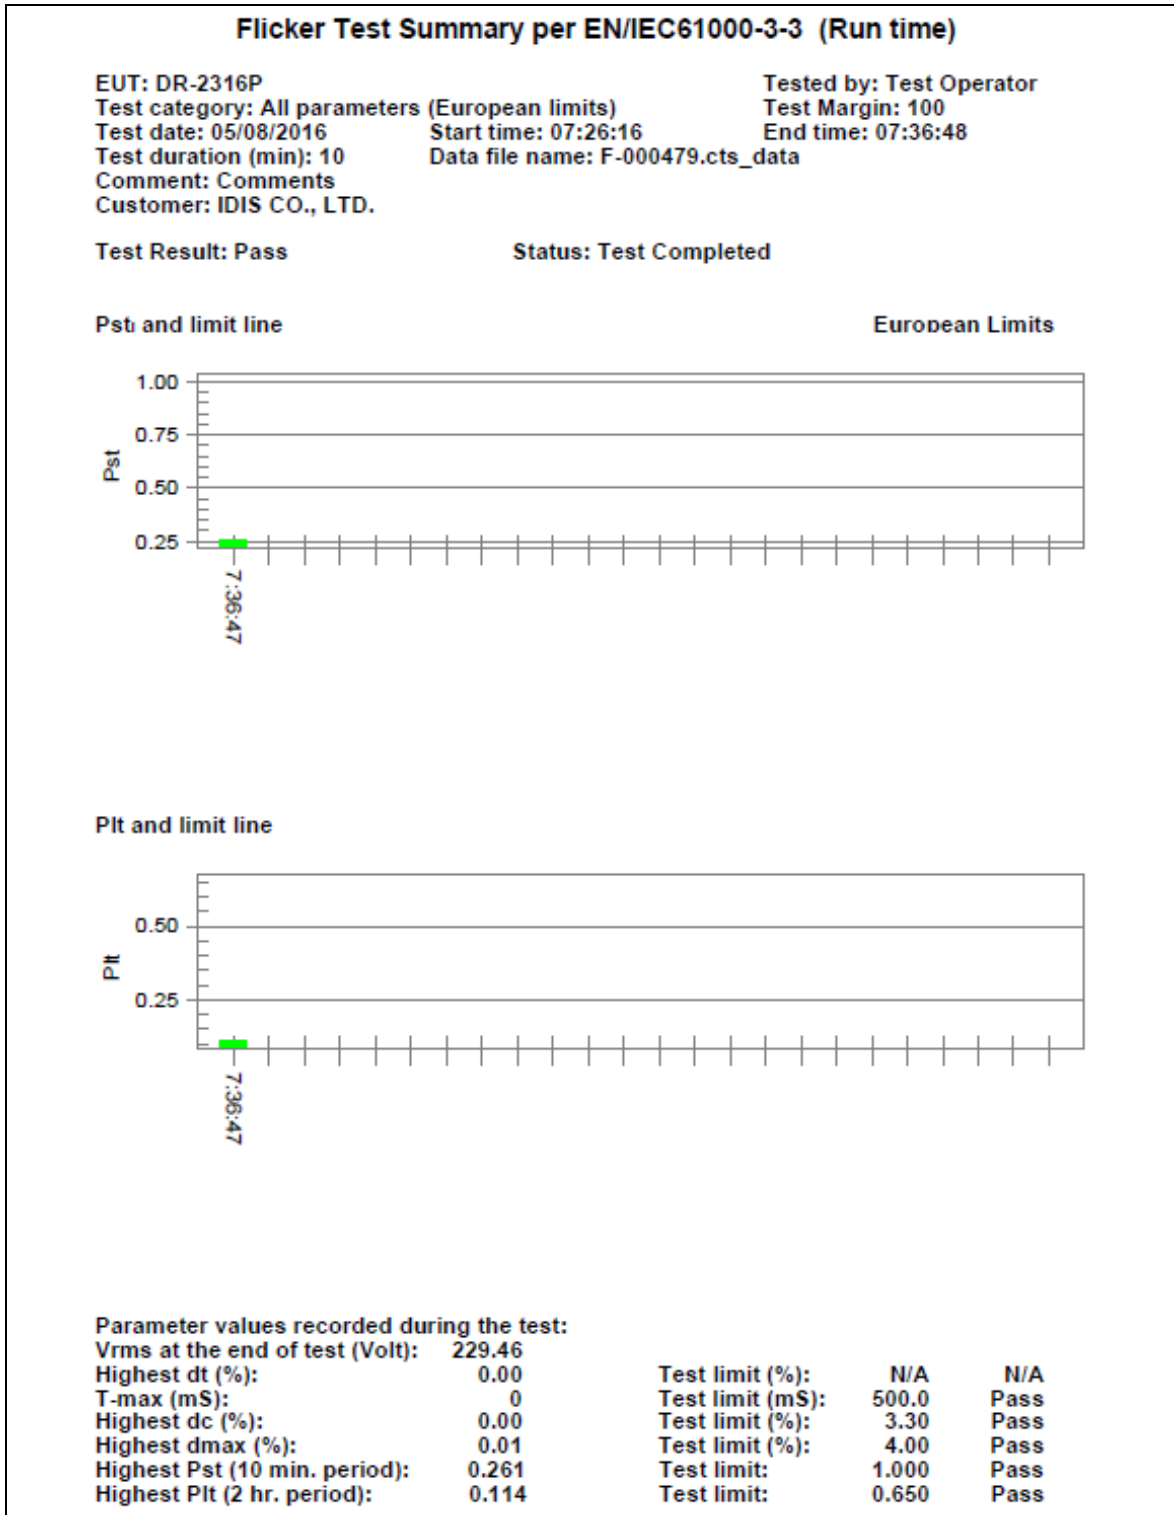 Flicker Test Summary per EN/IEC61000-3-3 (Run time)
EUT: DR-2316P Tested by: Test Operator
Test category: All parameters (European limits) Test Margin: 100
Test date: 05/08/2016 Start time: 07:26:16 End time: 07:36:48
Test duration (min): 10 Data file name: F-000479.cts_data
Comment: Comments
Customer: IDIS CO., LTD.
Test Result: Pass Status: Test Completed
Psti and limit line European Limits
1.00
0.75
Pst
0.50
0.25
7:36:47
Plt and limit line
0.50
Plt
0.25
7:36:47
Parameter values recorded during the test:
Vrms at the end of test (Volt): 229.46
Highest dt (%): 0.00 Test limit (%): N/A N/A
T-max (mS): 0 Test limit (mS): 500.0 Pass
Highest dc (%): 0.00 Test limit (%): 3.30 Pass
Highest dmax (%): 0.01 Test limit (%): 4.00 Pass
Highest Pst (10 min. period): 0.261 Test limit: 1.000 Pass
Highest Plt (2 hr. period): 0.114 Test limit: 0.650 Pass